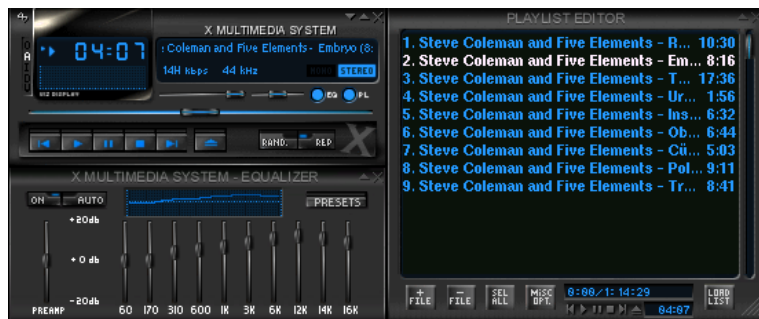 X MULTIMEDIA SYSTEM
O
A
I
D
V
04:07
: Coleman and Five Elements- Embryo (8:
14H kbps 44 kHz
MONO STEREO
VIZ DISPLAY
EQ PL
RAND. REP
X
X MULTIMEDIA SYSTEM - EQUALIZER
ON AUTO
PRESETS
+20db
+ 0 db
-20db
PREAMP 60 170 310 600 1K 3K 6K 12K 14K 16K
PLAYLIST EDITOR
1. Steve Coleman and Five Elements - R... 10:30
2. Steve Coleman and Five Elements - Em... 8:16
3. Steve Coleman and Five Elements - T... 17:36
4. Steve Coleman and Five Elements - Ur... 1:56
5. Steve Coleman and Five Elements - Ins... 6:32
6. Steve Coleman and Five Elements - Ob... 6:44
7. Steve Coleman and Five Elements - Cü... 5:03
8. Steve Coleman and Five Elements - Pol... 9:11
9. Steve Coleman and Five Elements - Tr... 8:41
+ FILE
- FILE
SEL ALL
MISC OPT.
0:00/1:14:29
04:07
LOAD LIST